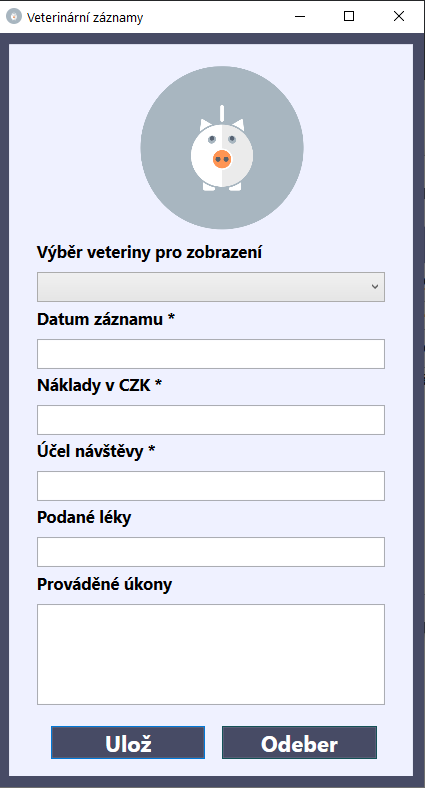 Veterinární záznamy
Výběr veteriny pro zobrazení
Datum záznamu *
Náklady v CZK *
Účel návštěvy *
Podané léky
Prováděné úkony
Ulož
Odeber